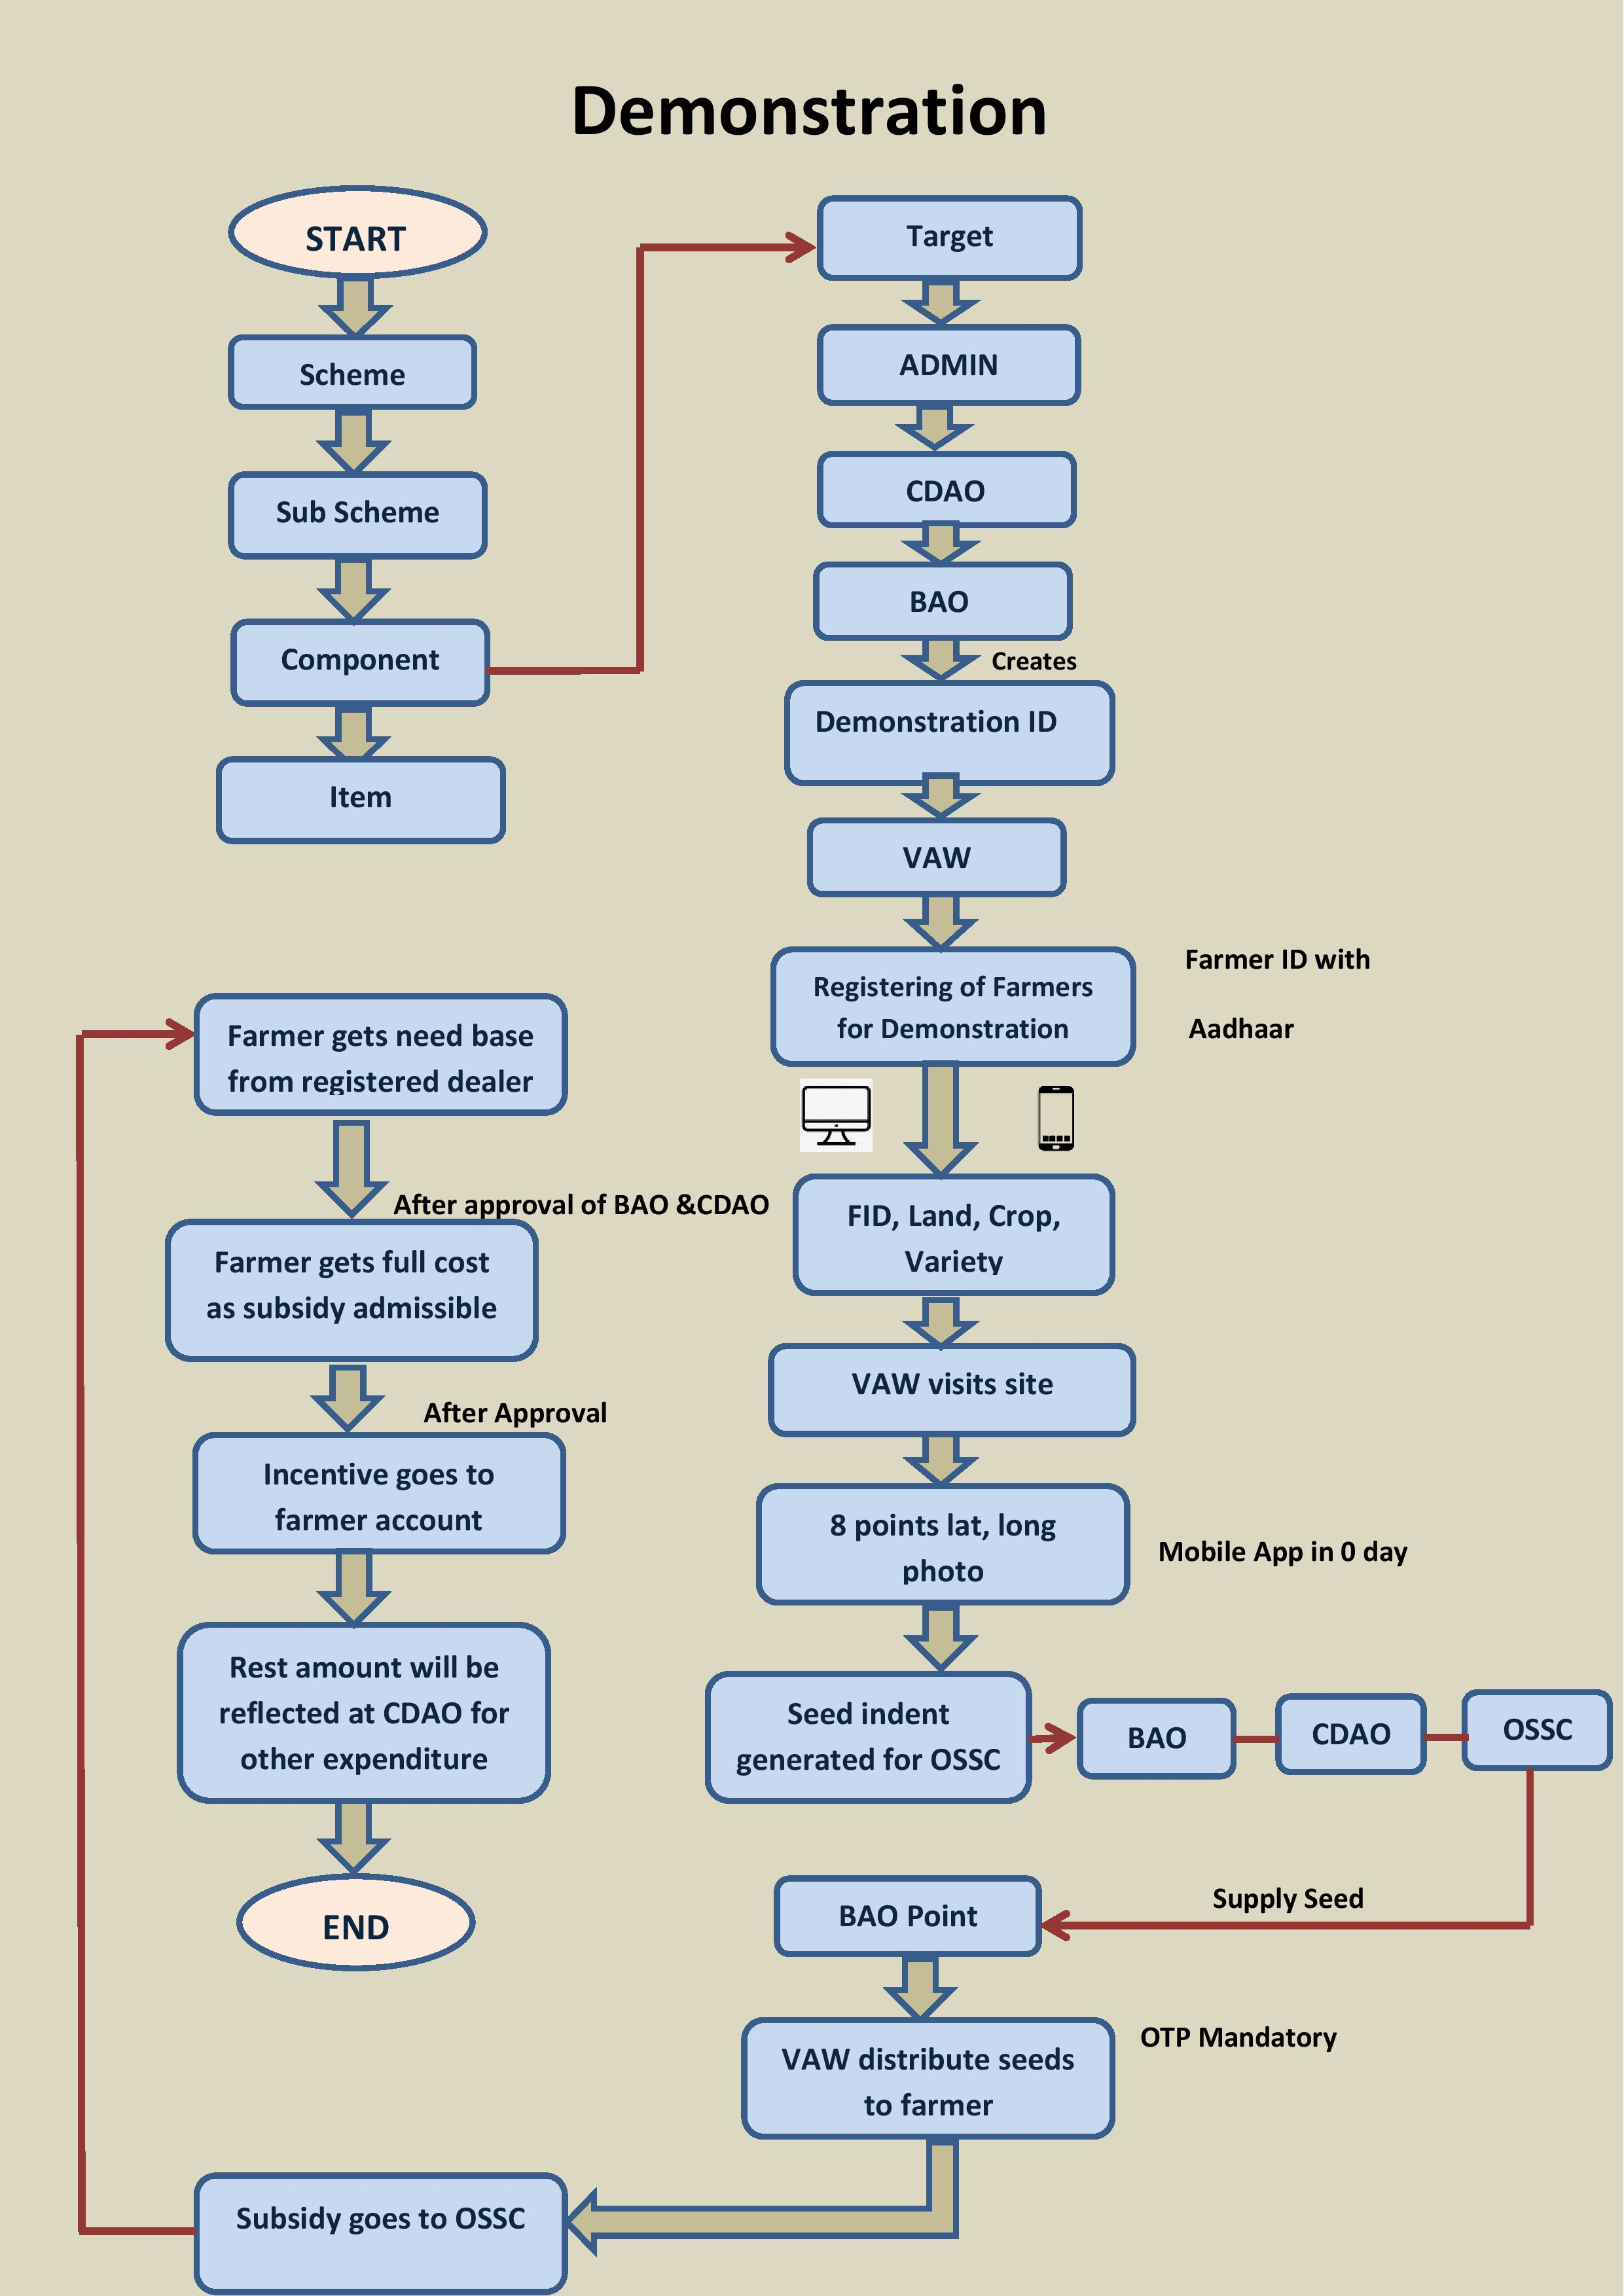 Demonstration
START
Scheme
Sub Scheme
Component
Item
Target
ADMIN
CDAO
BAO
Creates
Demonstration ID
VAW
Registering of Farmers
for Demonstration
Farmer ID with
Aadhaar
FID, Land, Crop,
Variety
VAW visits site
8 points lat, long
photo
Mobile App in 0 day
Seed indent
generated for OSSC
BAO
CDAO
OSSC
Supply Seed
BAO Point
VAW distribute seeds
to farmer
OTP Mandatory
Subsidy goes to OSSC
Farmer gets need base
from registered dealer
After approval of BAO &CDAO
Farmer gets full cost
as subsidy admissible
After Approval
Incentive goes to
farmer account
Rest amount will be
reflected at CDAO for
other expenditure
END